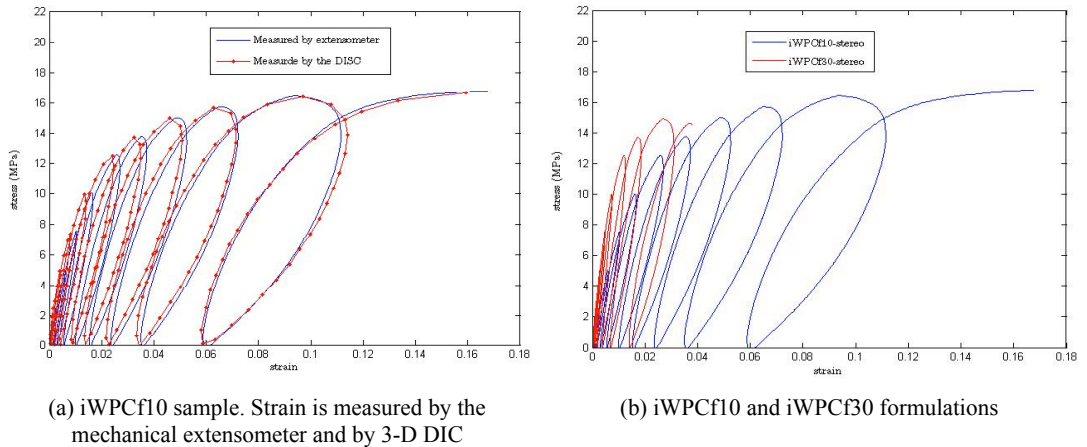 22
20
18
16
14
12
10
8
6
4
2
0
stress (MPa)
Measured by extensometer
Measurde by the DISC
0 0.02 0.04 0.06 0.08 0.1 0.12 0.14 0.16 0.18
strain
(a) iWPCf10 sample. Strain is measured by the
mechanical extensometer and by 3-D DIC
22
20
18
16
14
12
10
8
6
4
2
0
stress (MPa)
iWPCf10-stereo
iWPCf30-stereo
0 0.02 0.04 0.06 0.08 0.1 0.12 0.14 0.16 0.18
strain
(b) iWPCf10 and iWPCf30 formulations